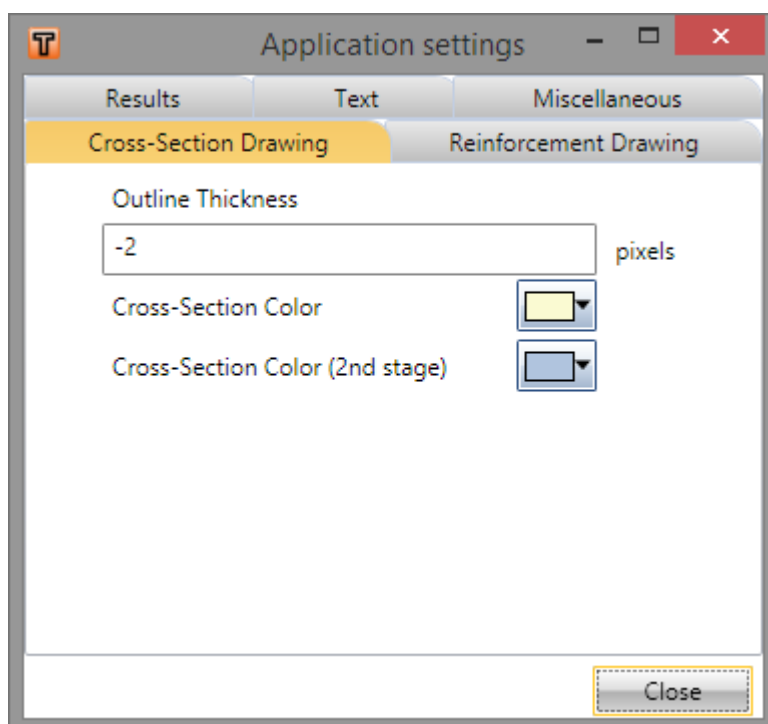 T
Application settings
Results Text Miscellaneous
Cross-Section Drawing Reinforcement Drawing
Outline Thickness
-2 pixels
Cross-Section Color
Cross-Section Color (2nd stage)
Close